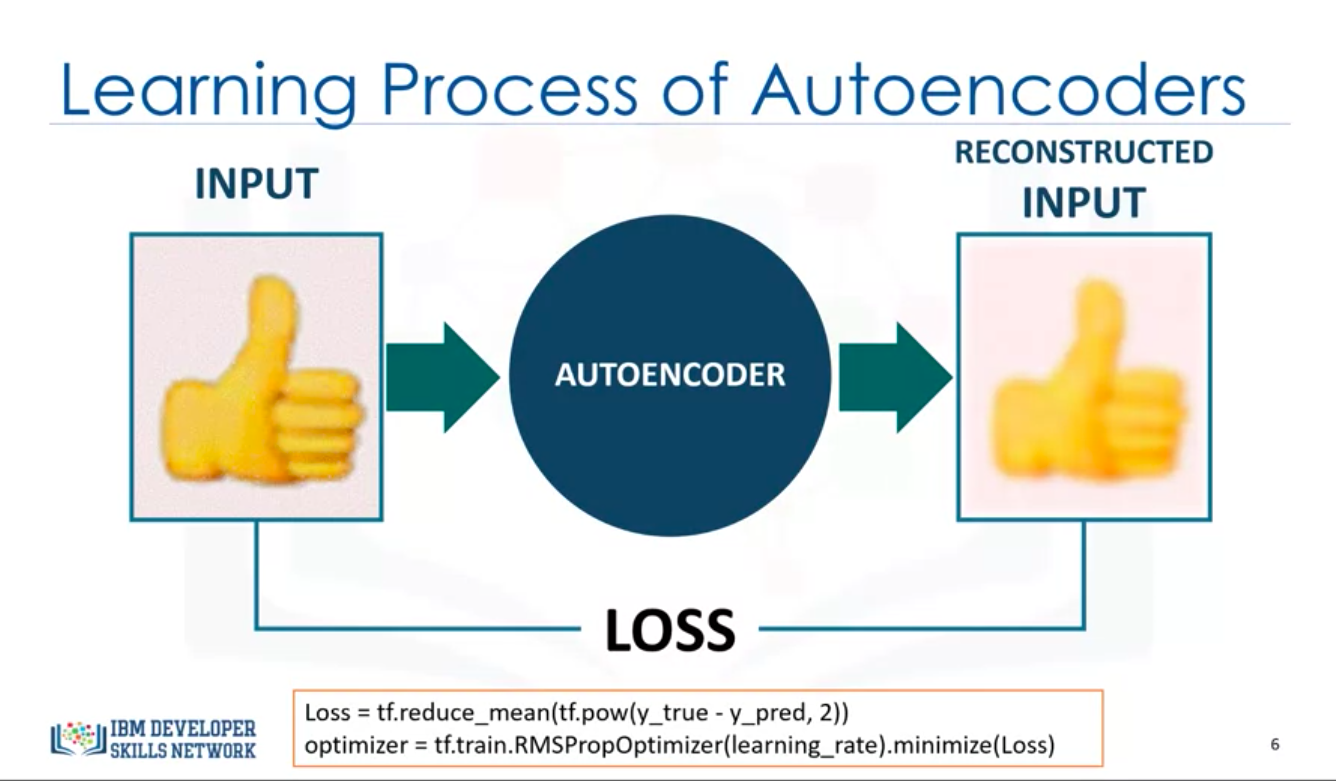 Learning Process of Autoencoders
INPUT
RECONSTRUCTED
INPUT
AUTOENCODER
LOSS
Loss = tf.reduce_mean(tf.pow(y_true - y_pred, 2))
optimizer = tf.train.RMSPropOptimizer(learning_rate).minimize(Loss)
IBM DEVELOPER
SKILLS NETWORK
6